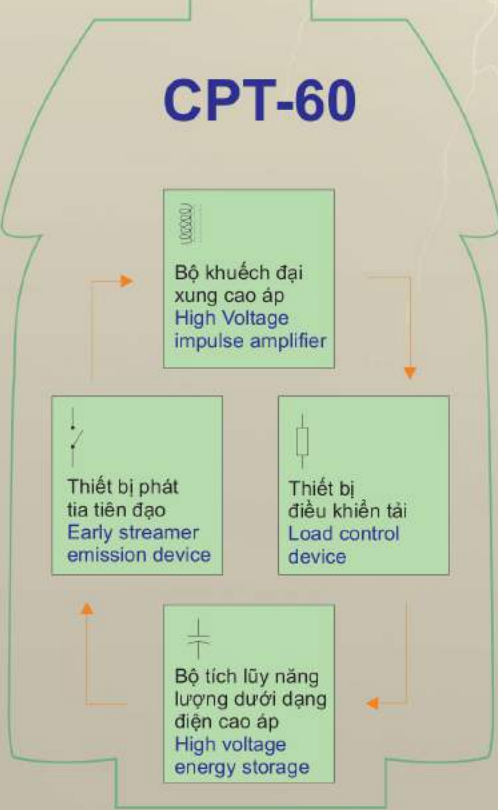 CPT-60
Bộ khuếch đại
xung cao áp
High Voltage
impulse amplifier
Thiết bị phát
tia tiên đạo
Early streamer
emission device
Thiết bị
điều khiển tải
Load control
device
Bộ tích lũy năng
lượng dưới dạng
điện cao áp
High voltage
energy storage